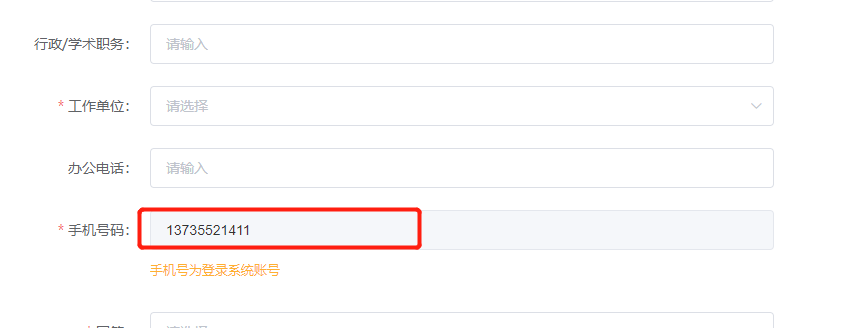 行政/学术职务： 请输入
* 工作单位： 请选择
办公电话： 请输入
* 手机号码： 13735521411
手机号为登录系统账号